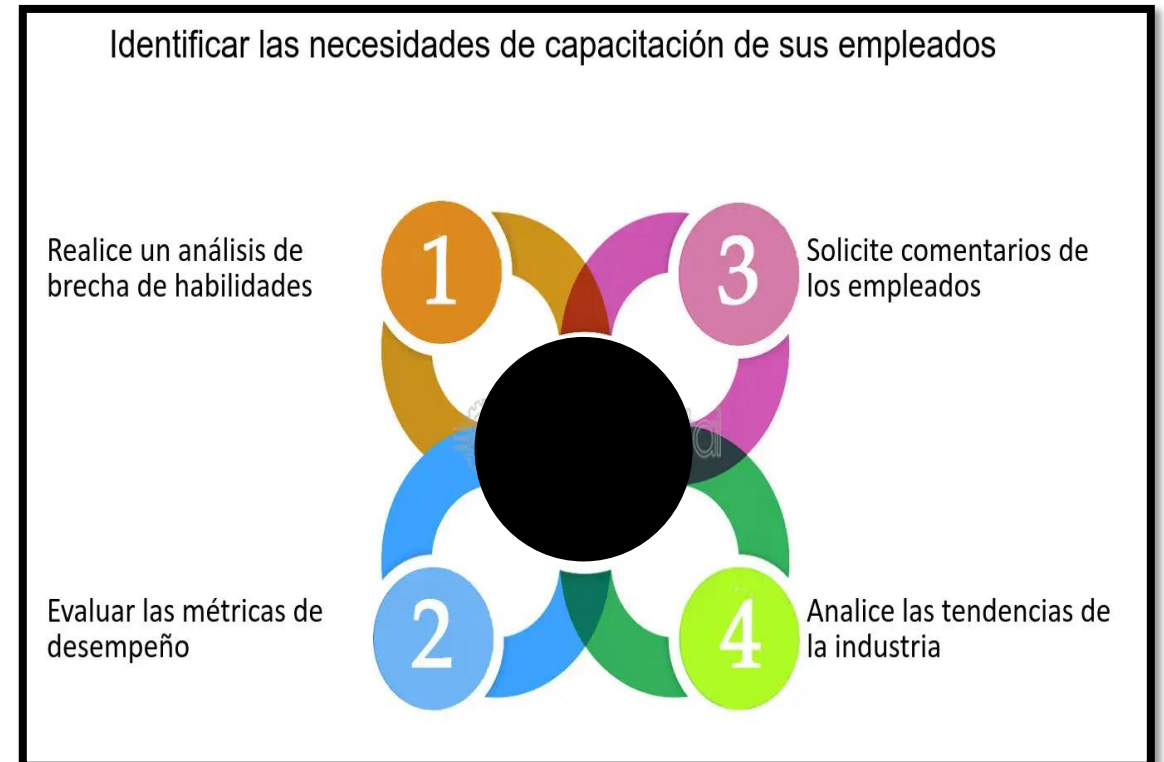 Identificar las necesidades de capacitación de sus empleados
1
Realice un análisis de
brecha de habilidades
3
Solicite comentarios de
los empleados
2
Evaluar las métricas de
desempeño
4
Analice las tendencias de
la industria